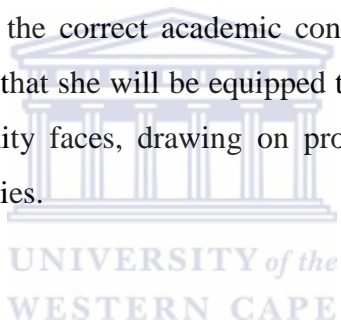 the correct academic con
that she will be equipped t
ity faces, drawing on pro
ies.
UNIVERSITY of the
WESTERN CAPE